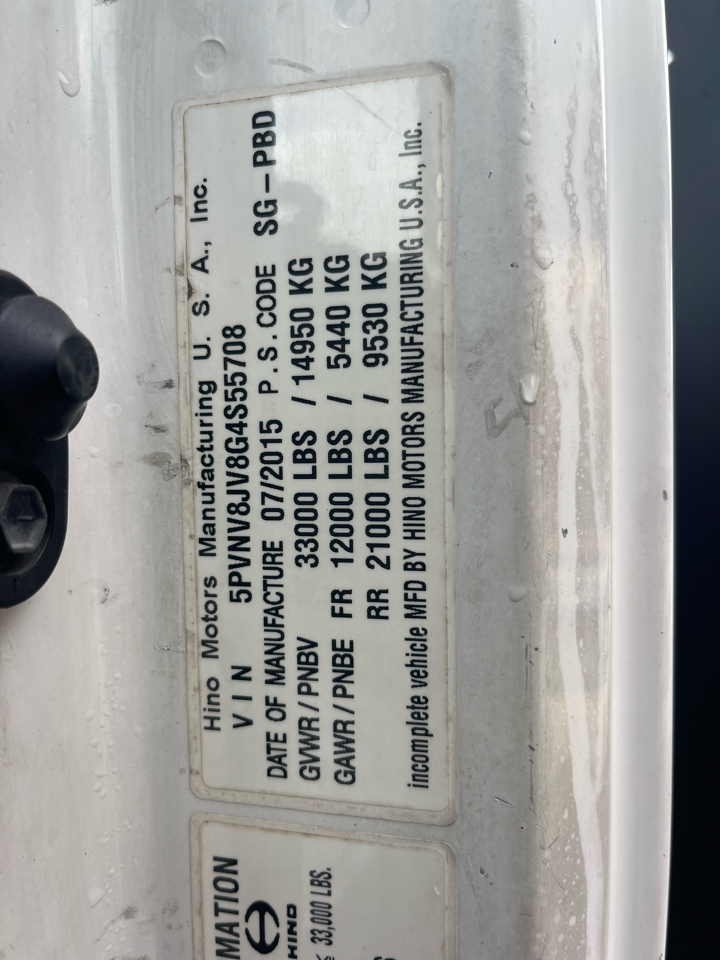 Hino Motors Manufacturing U. S. A., Inc.
V I N 5PVNV8JV8G4S55708
DATE OF MANUFACTURE 07/2015 P.S.CODE SG-PBD
GVWR/PNBV 33000 LBS / 14950 KG
GAWR/PNBE FR 12000 LBS / 5440 KG
RR 21000 LBS / 9530 KG
incomplete vehicle MFD BY HINO MOTORS MANUFACTURING U.S.A., Inc.
MATION
HINO
≤ 33,000 LBS.